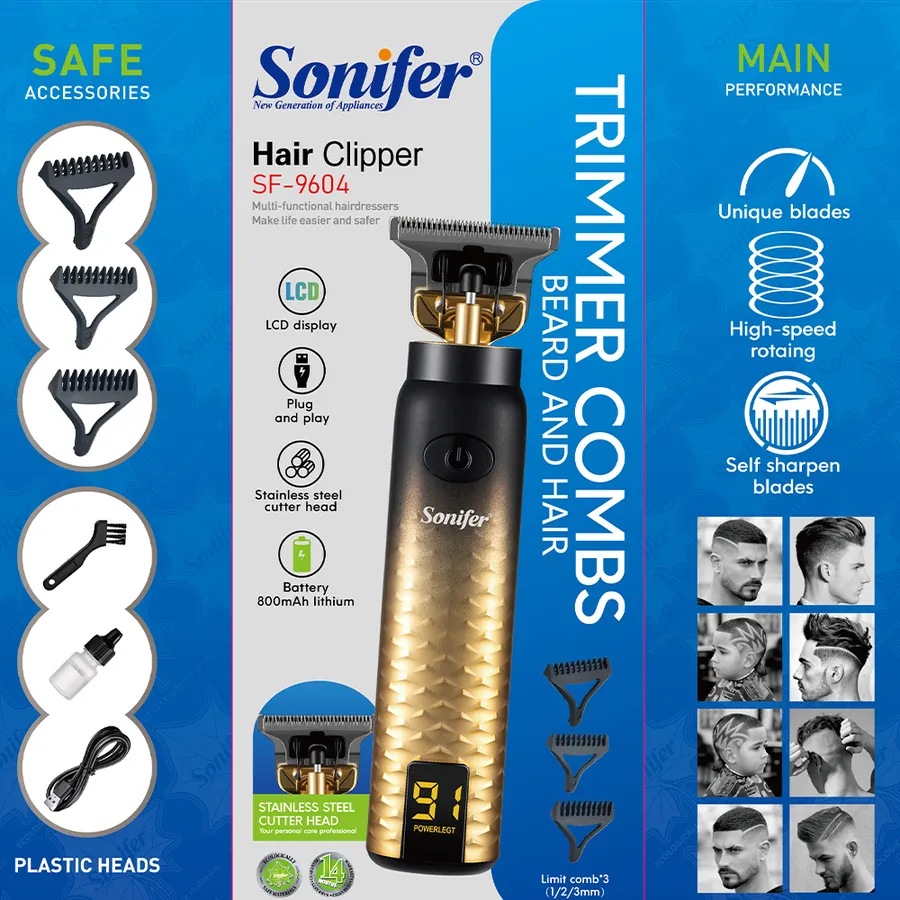 SAFE
ACCESSORIES
PLASTIC HEADS
Sonifer®
New Generation of Appliances
Hair Clipper
SF-9604
Multi-functional hairdressers
Make life easier and safer
LCD
LCD display
Plug
and play
Stainless steel
cutter head
Battery
800mAh lithium
Sonifer
91
POWERLEGT
STAINLESS STEEL
CUTTER HEAD
Your personal care professional
ECOLOGICALLY
14
TRIMMER COMBS
BEARD AND HAIR
Limit comb*3
(1/2/3mm)
MAIN
PERFORMANCE
Unique blades
High-speed
rotaing
Self sharpen
blades